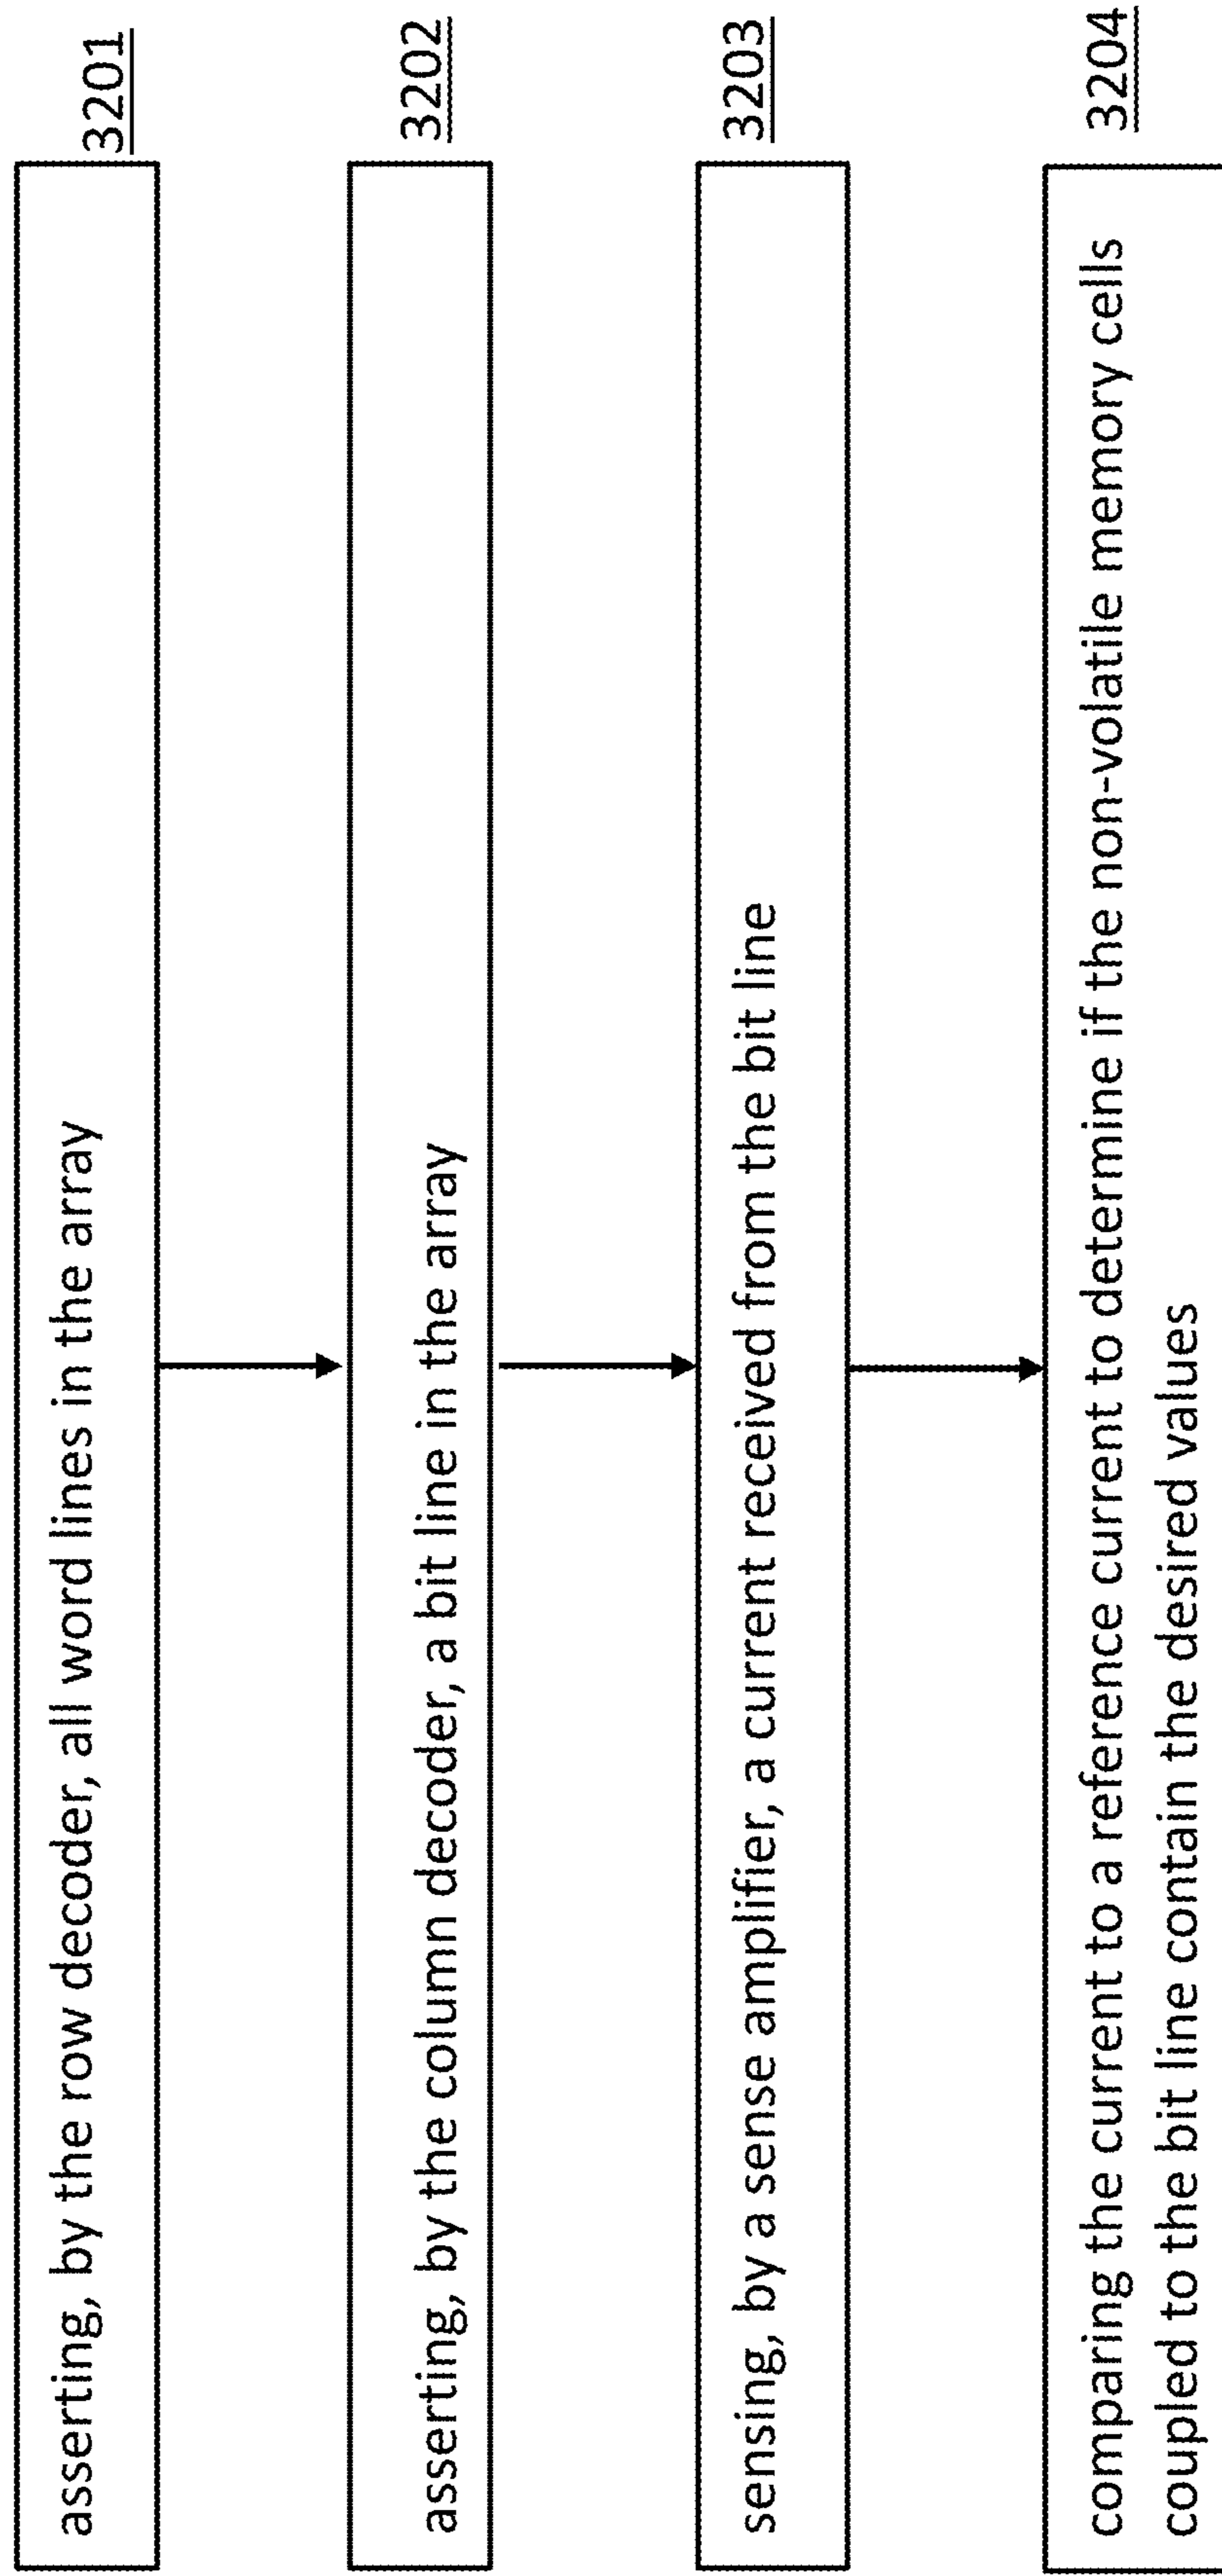 asserting, by the row decoder, all word lines in the array
3201
asserting, by the column decoder, a bit line in the array
3202
sensing, by a sense amplifier, a current received from the bit line
3203
comparing the current to a reference current to determine if the non-volatile memory cells
coupled to the bit line contain the desired values
3204